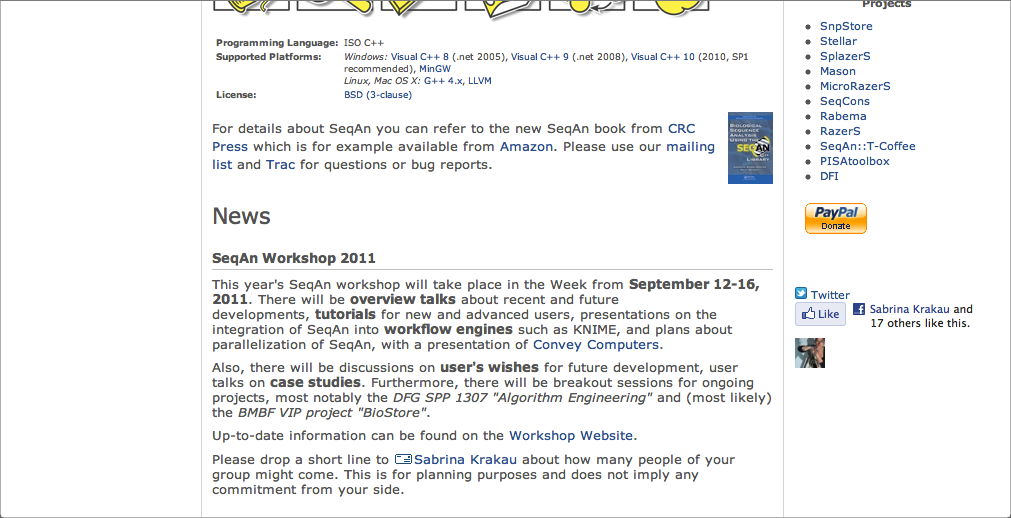 Programming Language: ISO C++
Supported Platforms: Windows: Visual C++ 8 (.net 2005), Visual C++ 9 (.net 2008), Visual C++ 10 (2010, SP1
recommended), MinGW
Linux, Mac OS X: G++ 4.x, LLVM
License: BSD (3-clause)
For details about SeqAn you can refer to the new SeqAn book from CRC
Press which is for example available from Amazon. Please use our mailing
list and Trac for questions or bug reports.
BIOLOGICAL
SEQUENCE
ANALYSIS
USING THE
SEQAN
C++
LIBRARY
News
SeqAn Workshop 2011
This year's SeqAn workshop will take place in the Week from September 12-16,
2011. There will be overview talks about recent and future
developments, tutorials for new and advanced users, presentations on the
integration of SeqAn into workflow engines such as KNIME, and plans about
parallelization of SeqAn, with a presentation of Convey Computers.
Also, there will be discussions on user's wishes for future development, user
talks on case studies. Furthermore, there will be breakout sessions for ongoing
projects, most notably the DFG SPP 1307 "Algorithm Engineering" and (most likely)
the BMBF VIP project "BioStore".
Up-to-date information can be found on the Workshop Website.
Please drop a short line to Sabrina Krakau about how many people of your
group might come. This is for planning purposes and does not imply any
commitment from your side.
Projects
SnpStore
Stellar
SplazerS
Mason
MicroRazerS
SeqCons
Rabema
RazerS
SeqAn::T-Coffee
PISAtoolbox
DFI
PayPal
Donate
Twitter
Like
Sabrina Krakau and
17 others like this.